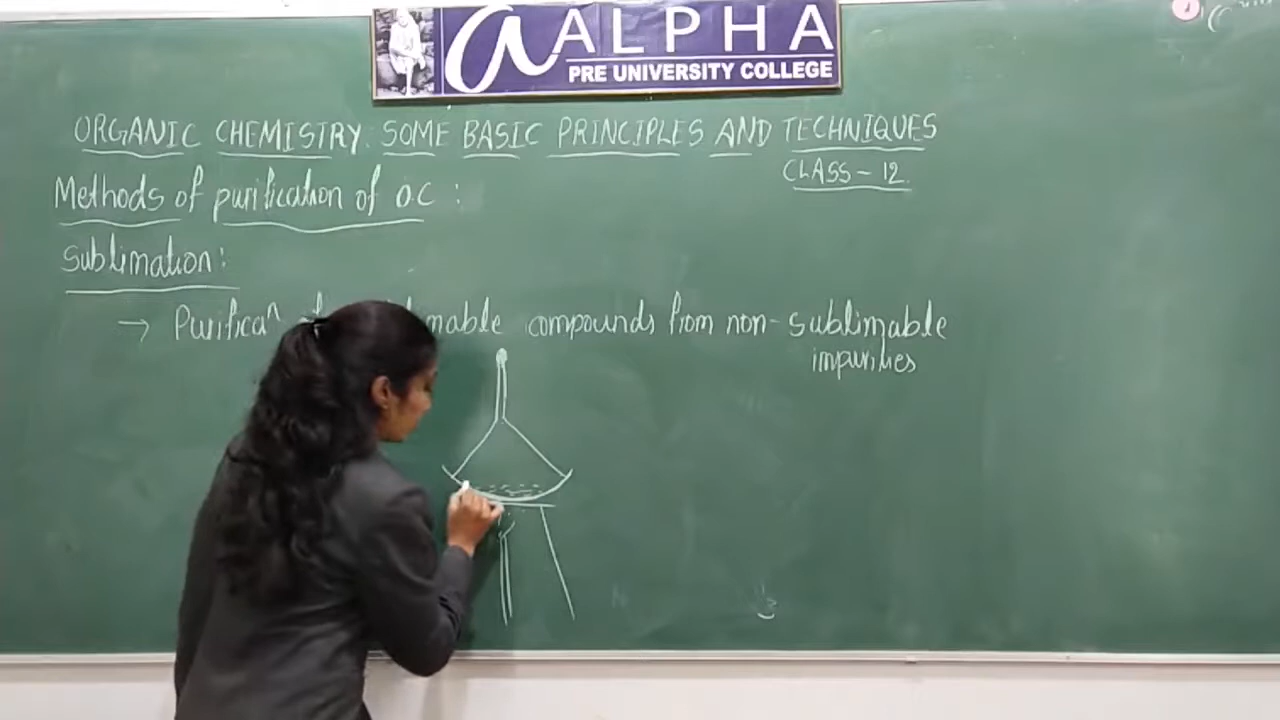 a ALPHA
PRE UNIVERSITY COLLEGE
ORGANIC CHEMISTRY: SOME BASIC PRINCIPLES AND TECHNIQUES
CLASS - 12.
Methods of purification of OC :
Sublimation:
→ Purificaⁿ compounds from non-sublimable
impurities